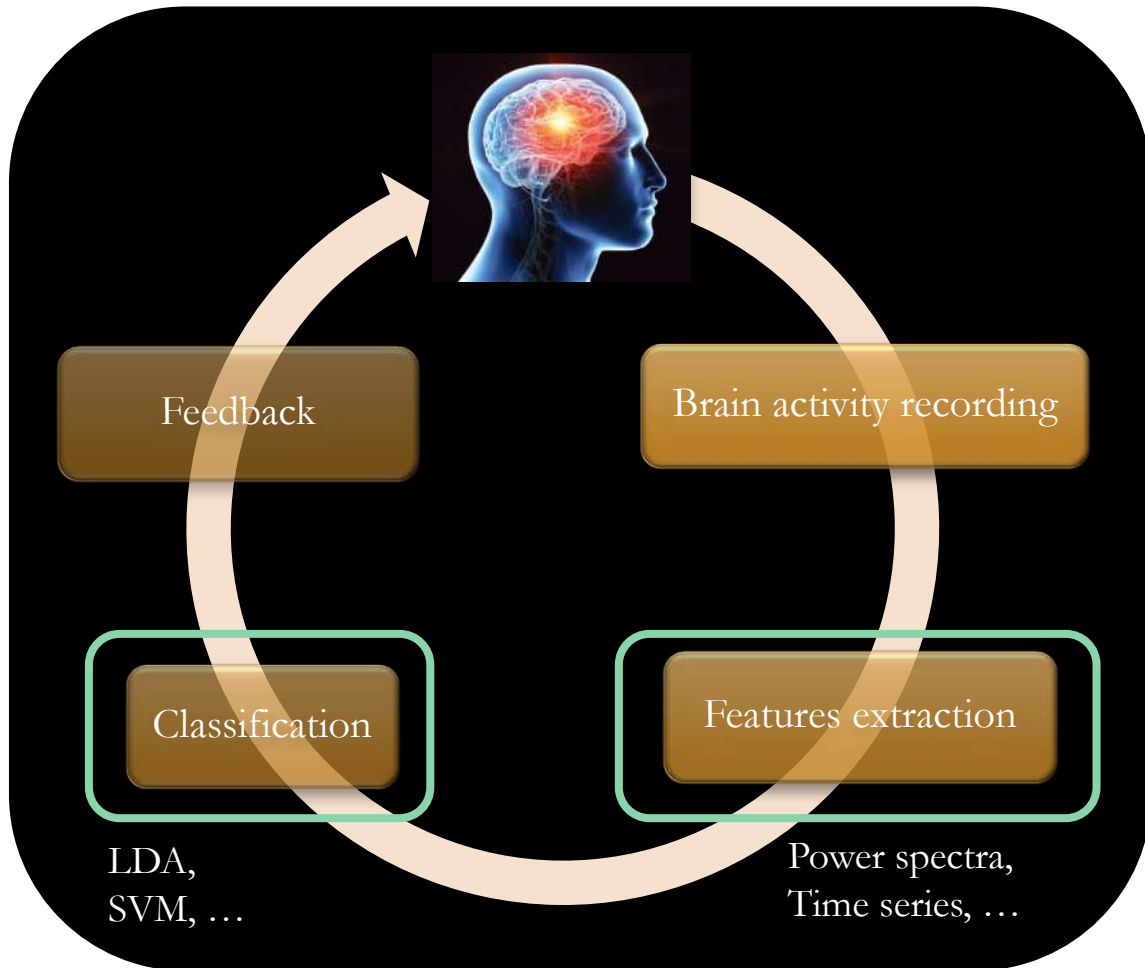 Feedback
Brain activity recording
Classification
Features extraction
LDA,
SVM, …
Power spectra,
Time series, …